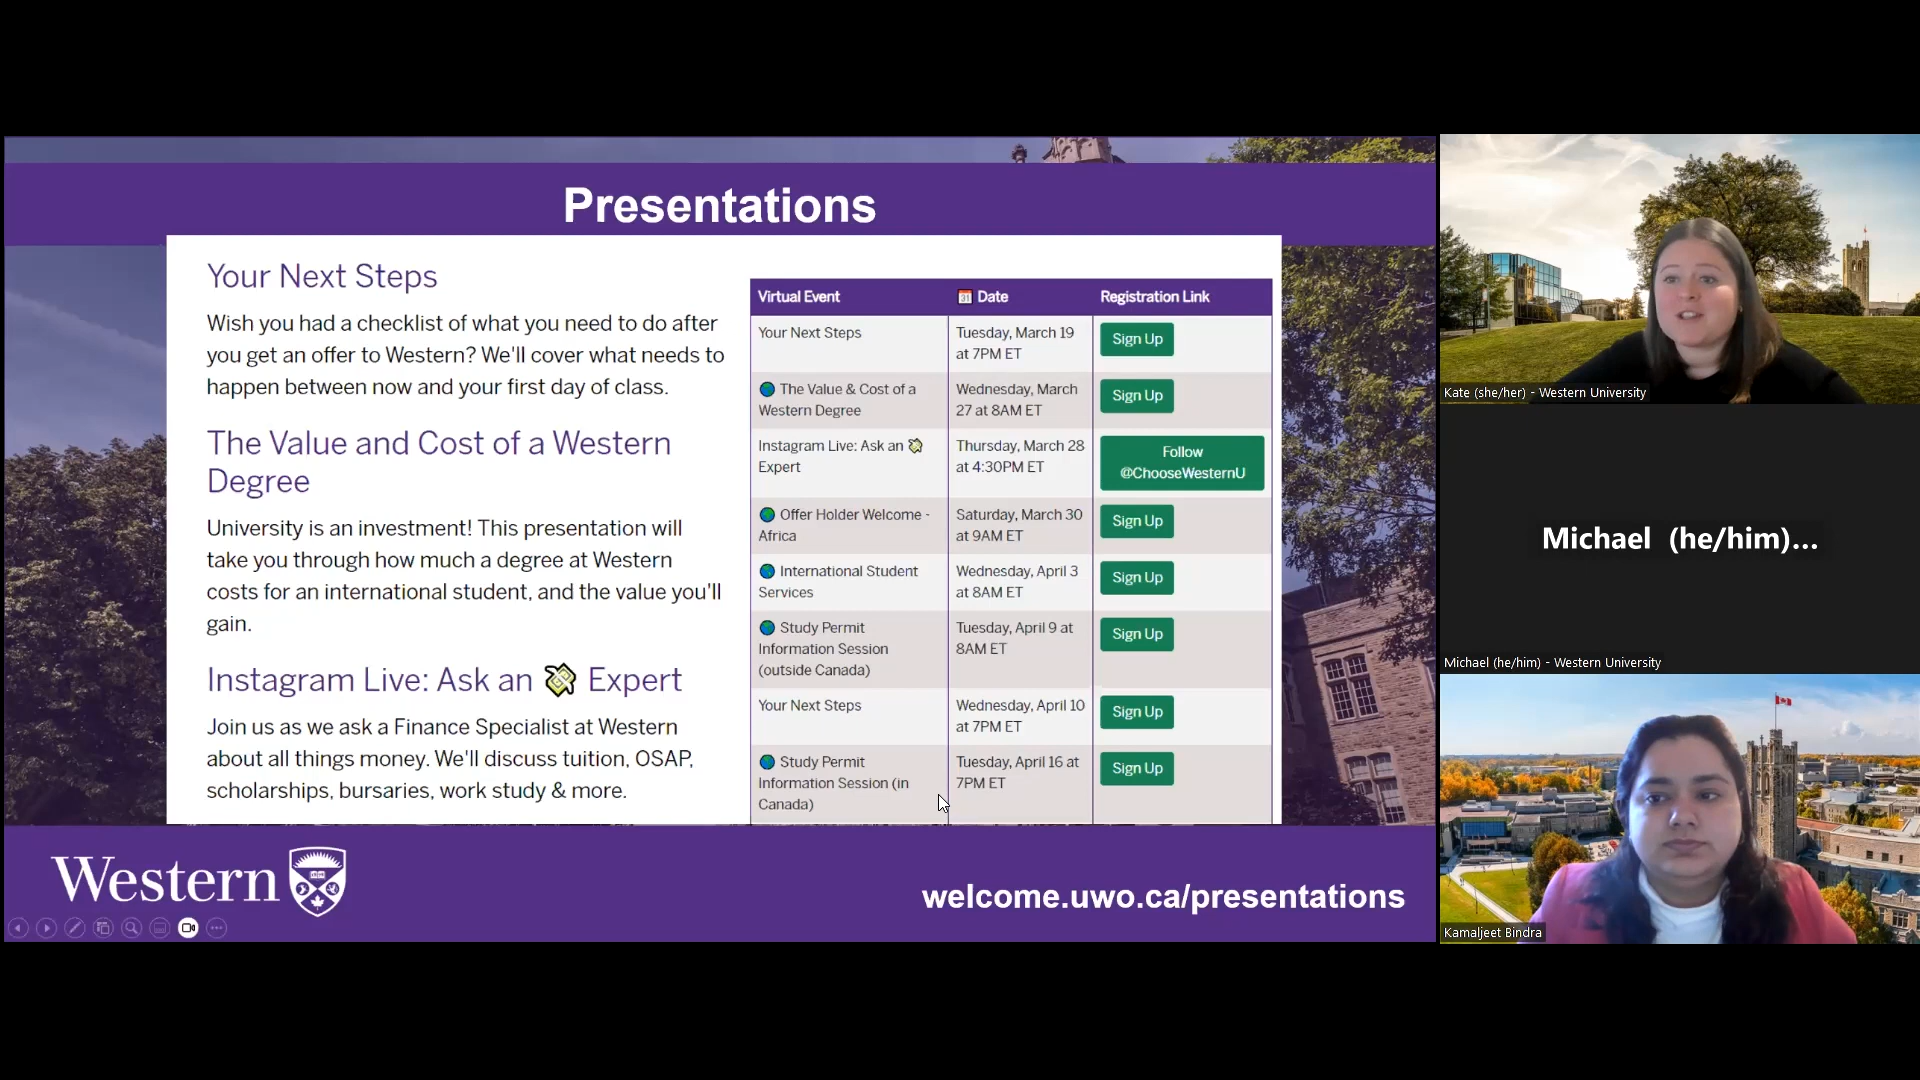 Presentations
Your Next Steps
Wish you had a checklist of what you need to do after
you get an offer to Western? We'll cover what needs to
happen between now and your first day of class.
The Value and Cost of a Western
Degree
University is an investment! This presentation will
take you through how much a degree at Western
costs for an international student, and the value you'll
gain.
Instagram Live: Ask an 💸 Expert
Join us as we ask a Finance Specialist at Western
about all things money. We'll discuss tuition, OSAP,
scholarships, bursaries, work study & more.
Virtual Event
📅 Date
Registration Link
Your Next Steps
Tuesday, March 19
at 7PM ET
Sign Up
🌍 The Value & Cost of a
Western Degree
Wednesday, March
27 at 8AM ET
Sign Up
Instagram Live: Ask an 💸
Expert
Thursday, March 28
at 4:30PM ET
Follow
@ChooseWesternU
🌍 Offer Holder Welcome -
Africa
Saturday, March 30
at 9AM ET
Sign Up
🌍 International Student
Services
Wednesday, April 3
at 8AM ET
Sign Up
🌍 Study Permit
Information Session
(outside Canada)
Tuesday, April 9 at
8AM ET
Sign Up
Your Next Steps
Wednesday, April 10
at 7PM ET
Sign Up
🌍 Study Permit
Information Session (in
Canada)
Tuesday, April 16 at
7PM ET
Sign Up
Western
welcome.uwo.ca/presentations
Kate (she/her) - Western University
Michael (he/him)...
Michael (he/him) - Western University
Kamaljeet Bindra